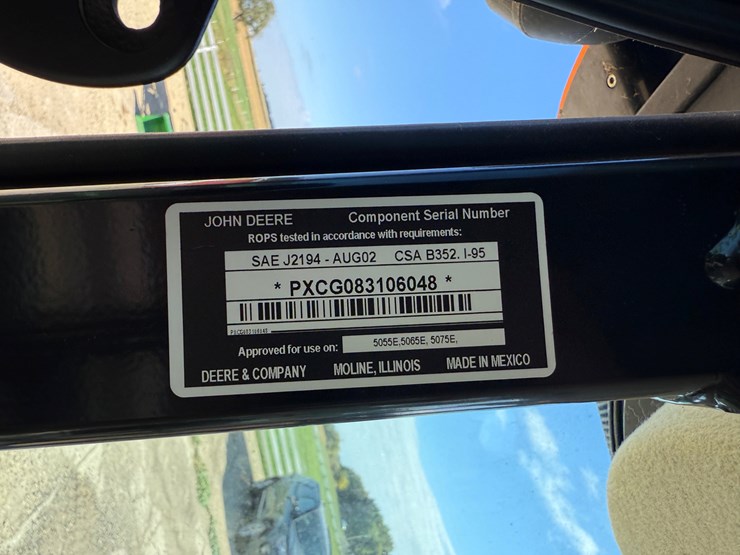 JOHN DEERE Component Serial Number
ROPS tested in accordance with requirements:
SAE J2194 - AUG02 CSA B352. I-95
* PXCG083106048 *
PXCG083106048
Approved for use on: 5055E,5065E, 5075E,
DEERE & COMPANY MOLINE, ILLINOIS MADE IN MEXICO